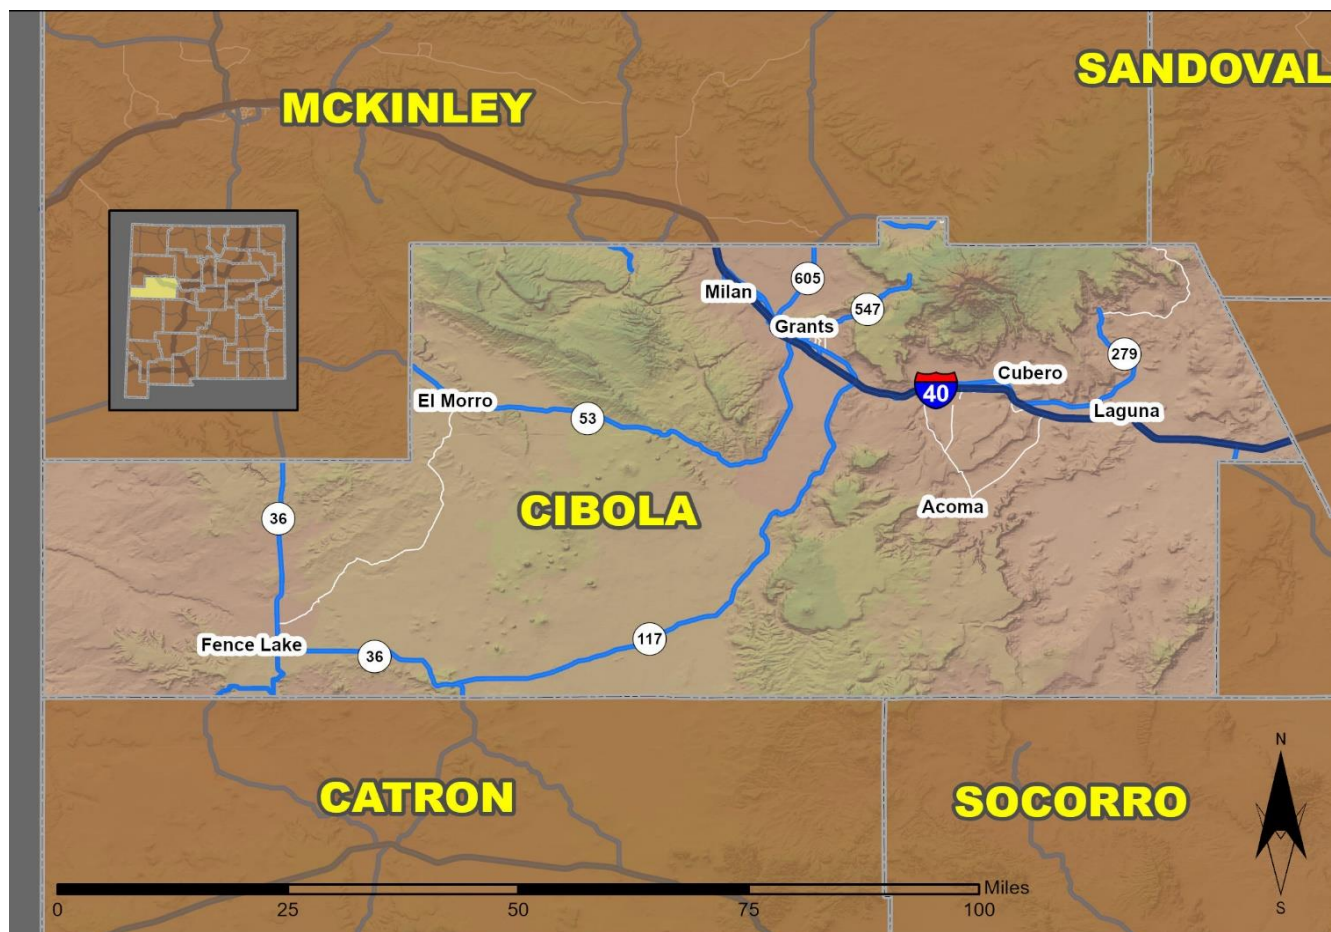 SANDOVAL
MCKINLEY
605
Milan
547
Grants
279
Cubero
40
El Morro
Laguna
53
Acoma
CIBOLA
36
117
Fence Lake
36
N
CATRON
SOCORRO
Miles
S
0 25 50 75 100